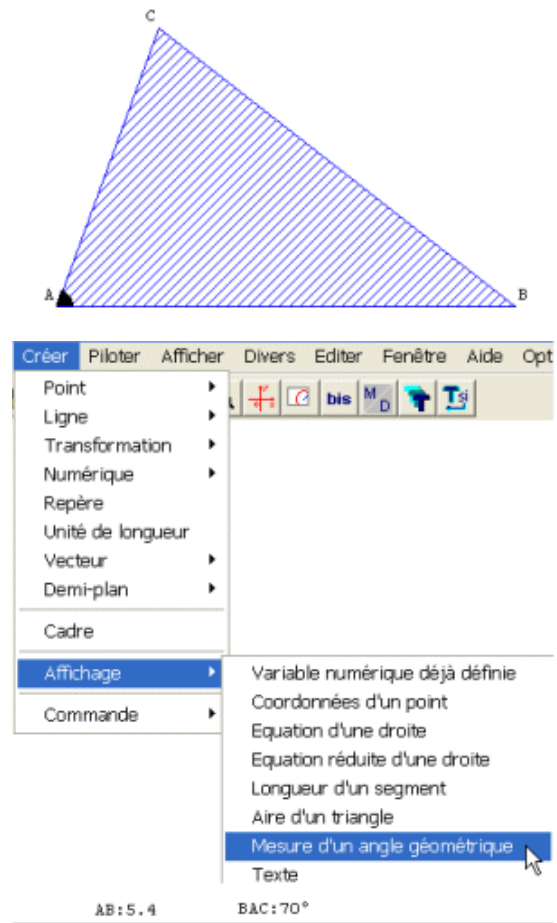 C
A
B
Créer Piloter Afficher Divers Editer Fenêtre Aide Opt
Point
Ligne
bis M D T si
Transformation
Numérique
Repère
Unité de longueur
Vecteur
Demi-plan
Cadre
Affichage
Variable numérique déjà définie
Coordonnées d'un point
Commande
Equation d'une droite
Equation réduite d'une droite
Longueur d'un segment
Aire d'un triangle
Mesure d'un angle géométrique
Texte
AB:5.4 BAC:70°